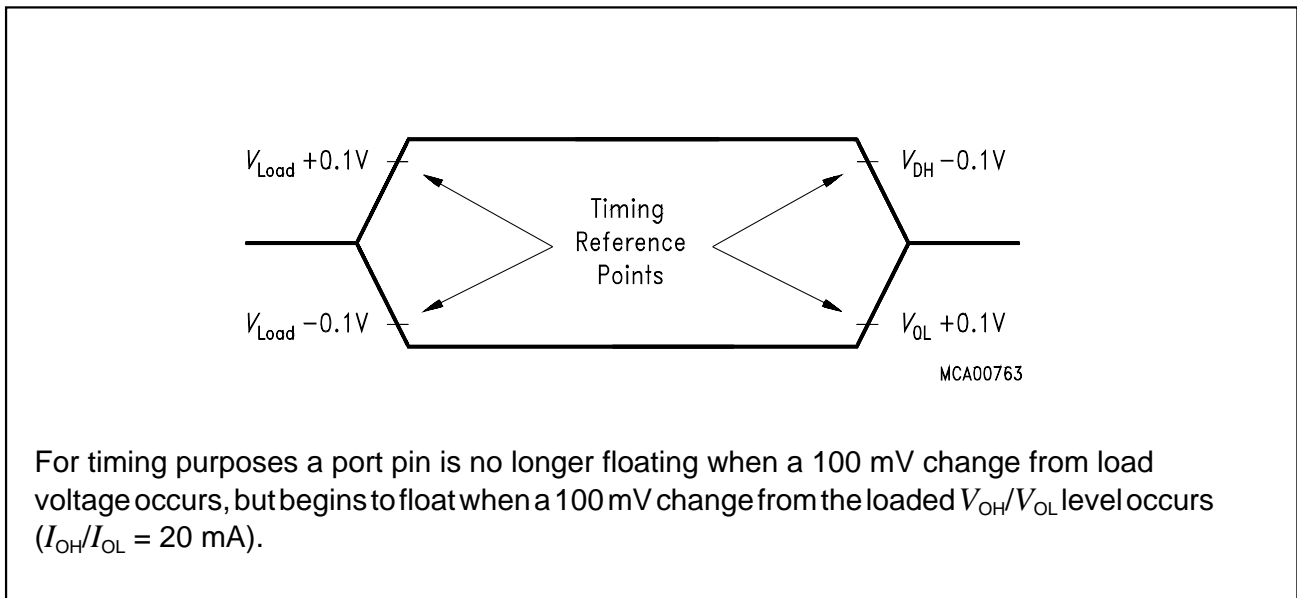 V_Load +0.1V
V_DH −0.1V
Timing
Reference
Points
V_Load −0.1V
V_0L +0.1V
MCA00763
For timing purposes a port pin is no longer floating when a 100 mV change from load
voltage occurs, but begins to float when a 100 mV change from the loaded V_OH/V_OL level occurs
(I_OH/I_OL = 20 mA).